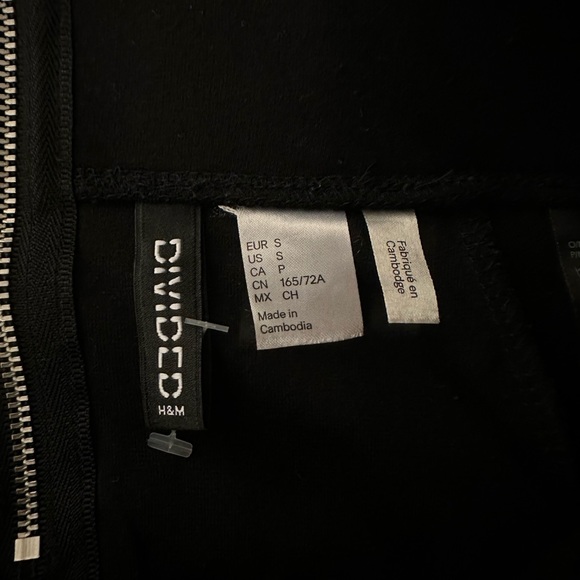 DIVIDED
H&M
EUR S
US S
CA P
CN 165/72A
MX CH
Made in
Cambodia
Fabriqué en
Cambodge